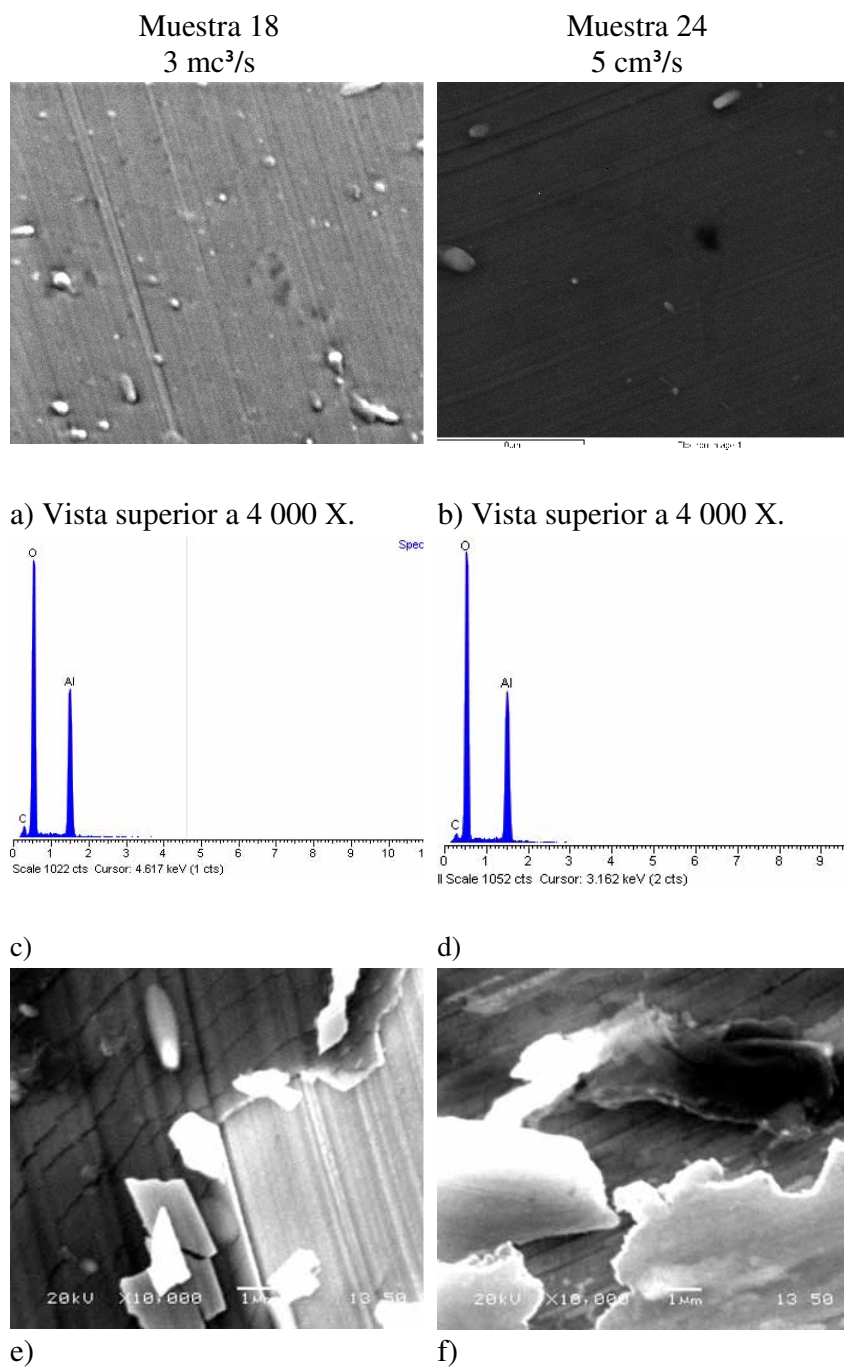 Muestra 18
3 mc³/s
Muestra 24
5 cm³/s
a) Vista superior a 4 000 X.
b) Vista superior a 4 000 X.
Spec
O
Al
C
0 1 2 3 4 5 6 7 8 9 10 11
Scale 1022 cts Cursor: 4.617 keV (1 cts)
O
Al
C
0 1 2 3 4 5 6 7 8 9
ll Scale 1052 cts Cursor: 3.162 keV (2 cts)
c)
d)
20kV X10,000 1µm 13 50
20kV X10,000 1µm 13 50
e)
f)